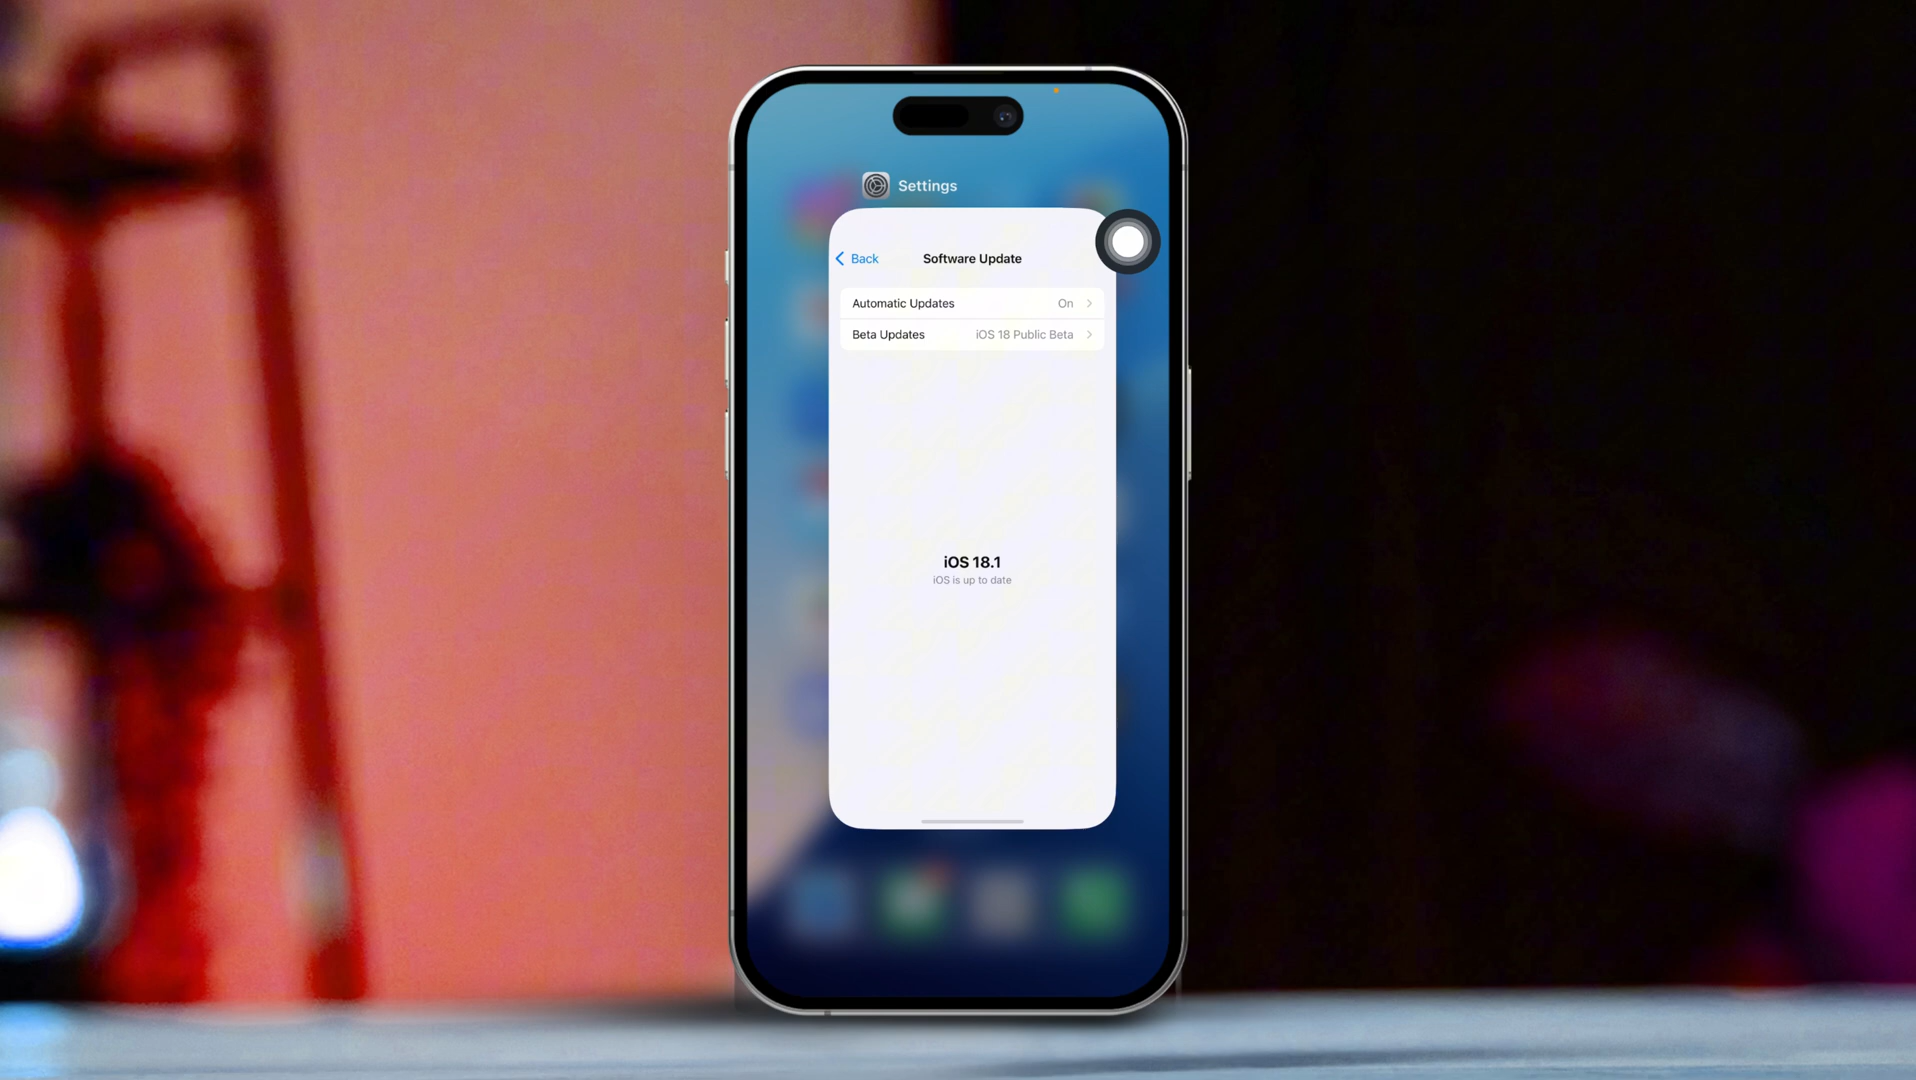 Settings
Back
Software Update
Automatic Updates On
Beta Updates iOS 18 Public Beta
iOS 18.1
iOS is up to date